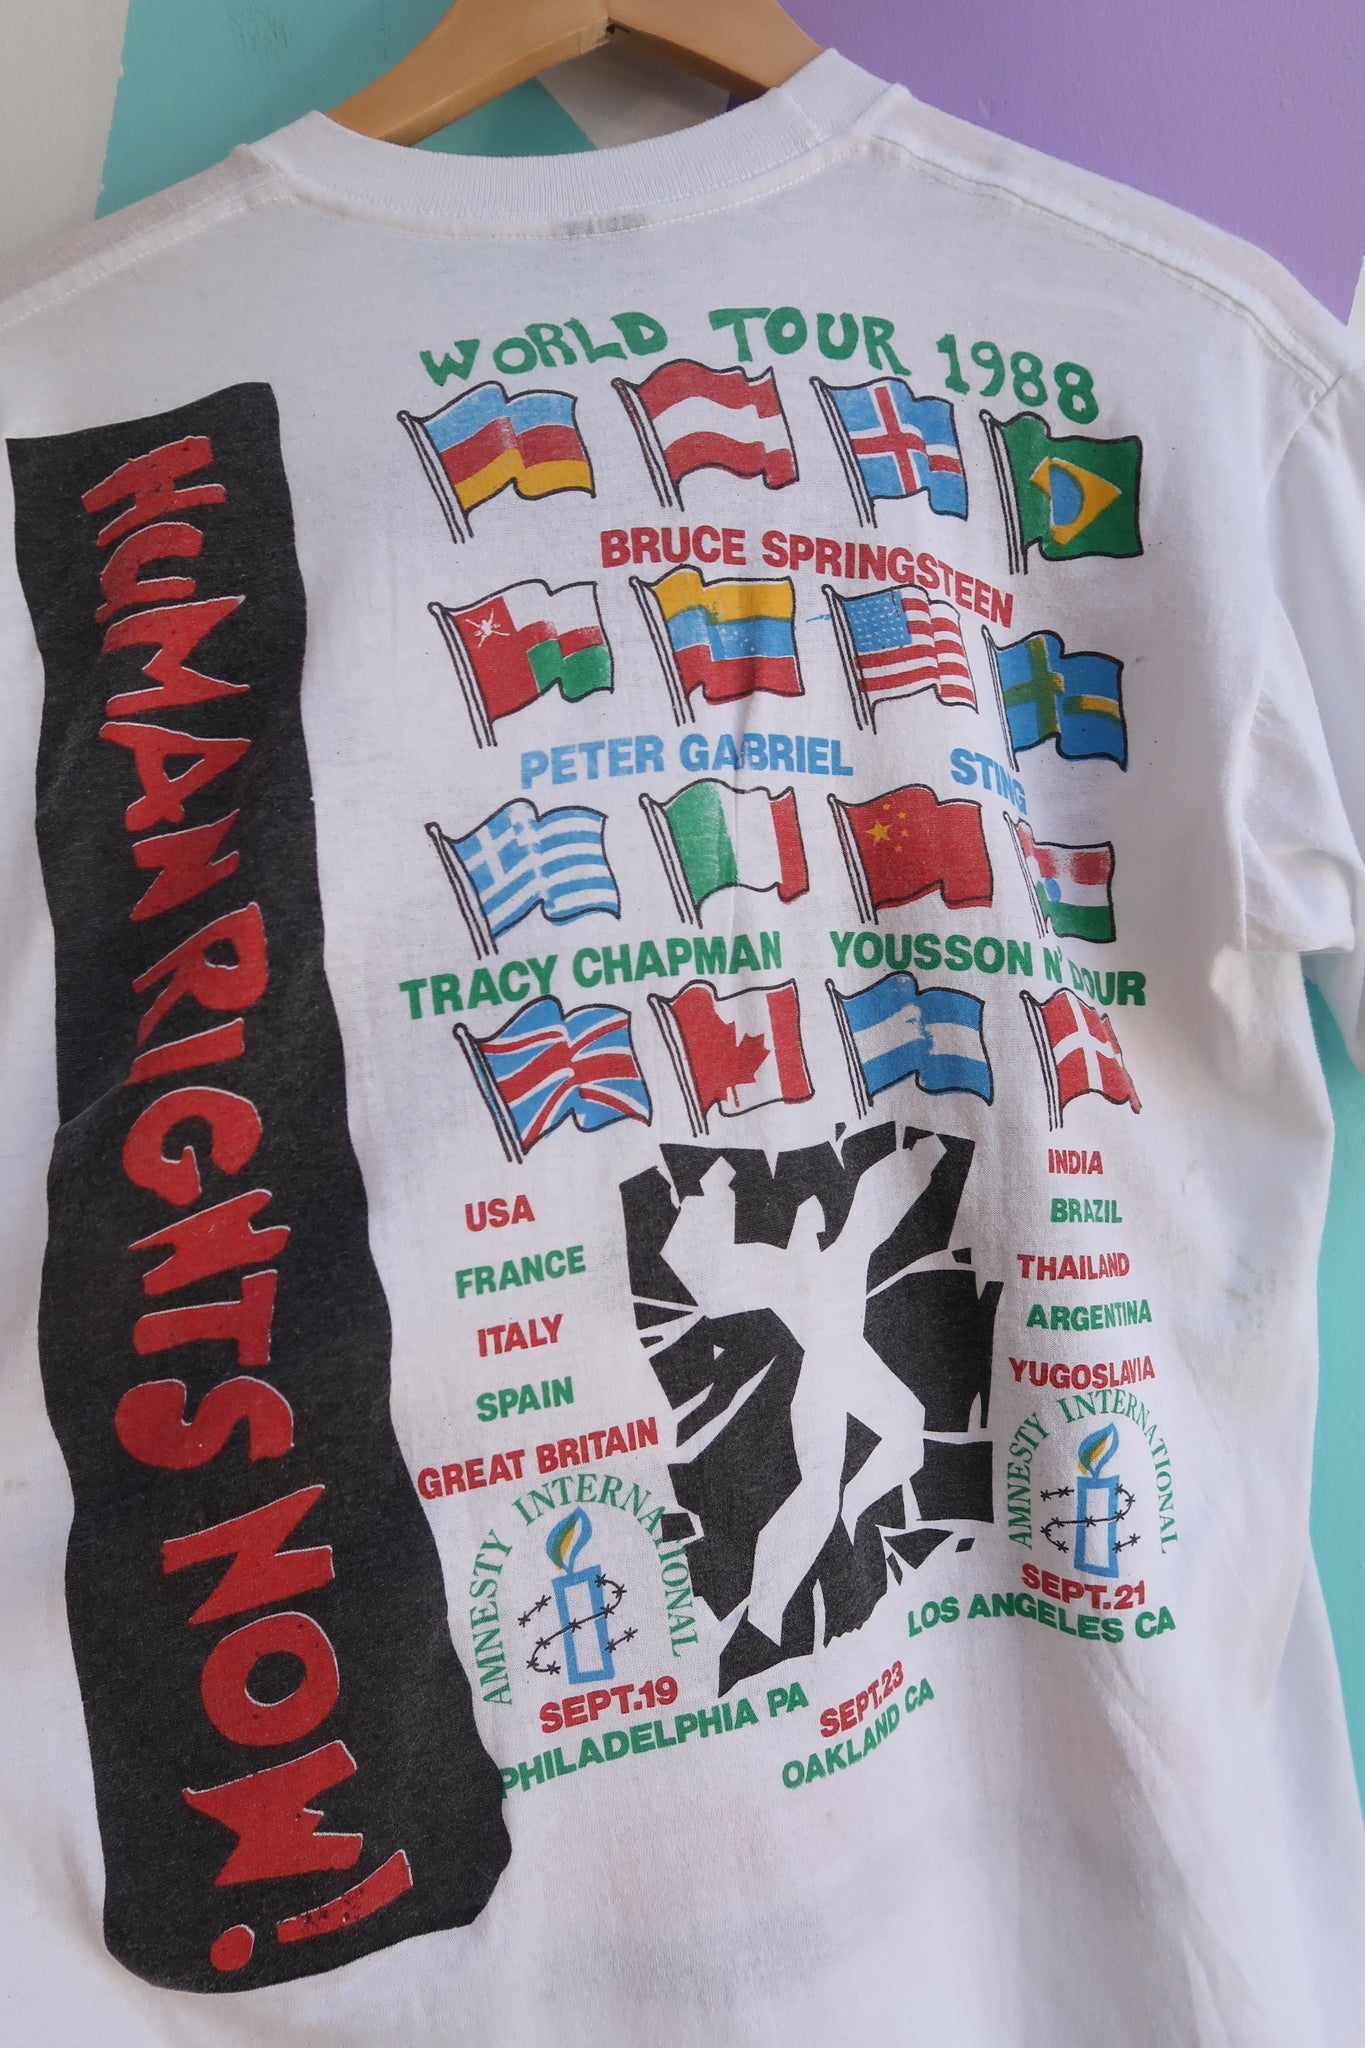 HUMAN RIGHTS NOW!
WORLD TOUR 1988
BRUCE SPRINGSTEEN
PETER GABRIEL STING
TRACY CHAPMAN YOUSSON N'DOUR
USA
FRANCE
ITALY
SPAIN
GREAT BRITAIN
INDIA
BRAZIL
THAILAND
ARGENTINA
YUGOSLAVIA
AMNESTY INTERNATIONAL
SEPT.19
PHILADELPHIA PA
SEPT.23
OAKLAND CA
AMNESTY INTERNATIONAL
SEPT.21
LOS ANGELES CA